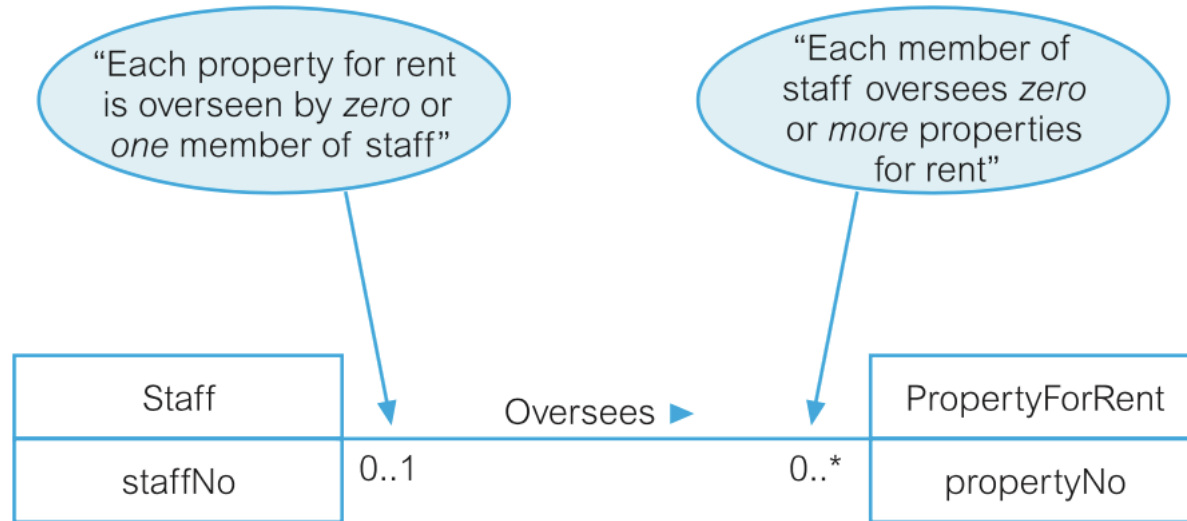 “Each property for rent
is overseen by zero or
one member of staff”
“Each member of
staff oversees zero
or more properties
for rent”
Staff
Oversees ►
PropertyForRent
staffNo
0..1
0..*
propertyNo